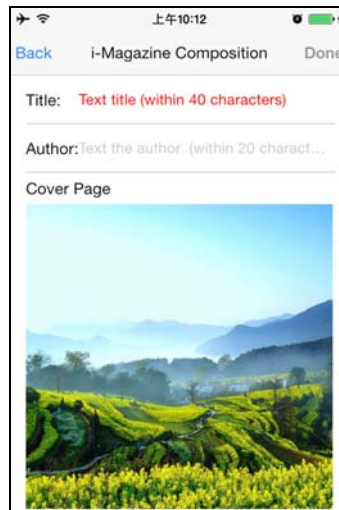 上午10:12
Back i-Magazine Composition Done
Title: Text title (within 40 characters)
Author:Text the author (within 20 charact...
Cover Page